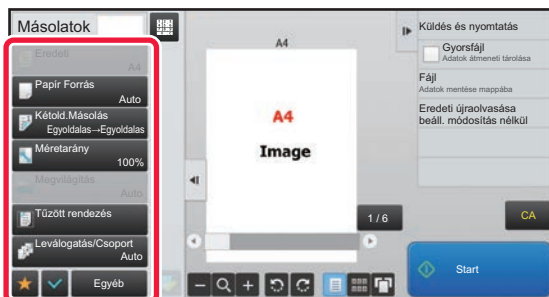 Másolatok
Eredeti
A4
Papír Forrás
Auto
Kétold.Másolás
Egyoldalas→Egyoldalas
Méretarány
100%
Megvilágítás
Auto
Tűzött rendezés
Leválogatás/Csoport
Auto
Egyéb
A4
A4
Image
1 / 6
Küldés és nyomtatás
Gyorsfájl
Adatok átmeneti tárolása
Fájl
Adatok mentése mappába
Eredeti újraolvasása
beáll. módosítás nélkül
CA
Start